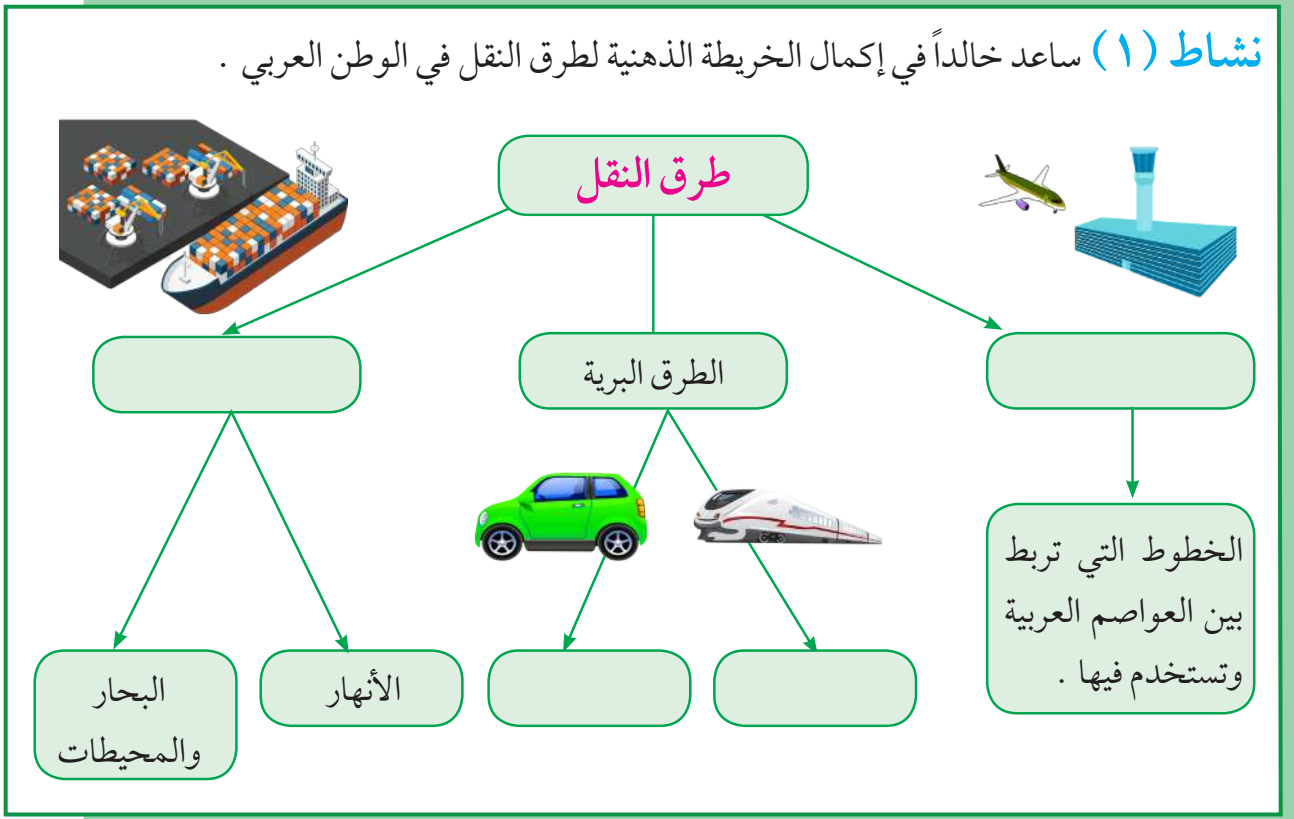 نشاط (١) ساعد خالداً في إكمال الخريطة الذهنية لطرق النقل في الوطن العربي .
طرق النقل
الطرق البرية
الخطوط التي تربط
بين العواصم العربية
وتستخدم فيها .
الأنهار
البحار
والمحيطات